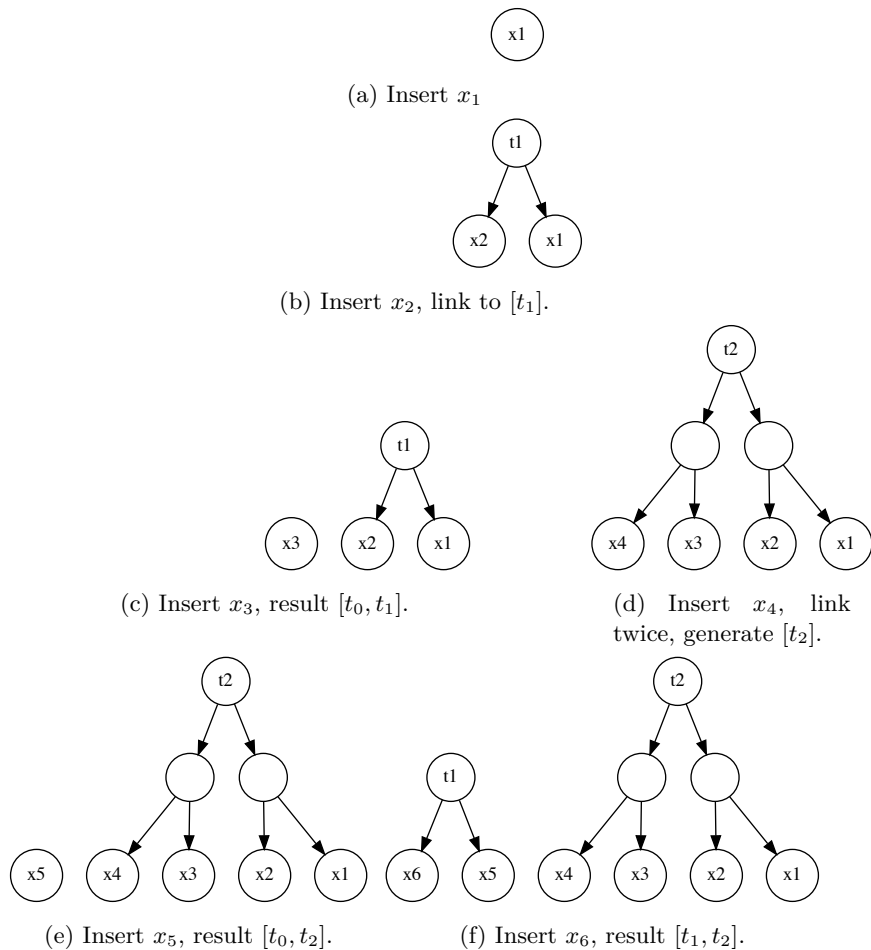 x1
(a) Insert x₁
t1
x2 x1
(b) Insert x₂, link to [t₁].
t1
x3 x2 x1
(c) Insert x₃, result [t₀, t₁].
t2
x4 x3 x2 x1
(d) Insert x₄, link
twice, generate [t₂].
t2
x5 x4 x3 x2 x1
(e) Insert x₅, result [t₀, t₂].
t1
x6 x5
t2
x4 x3 x2 x1
(f) Insert x₆, result [t₁, t₂].